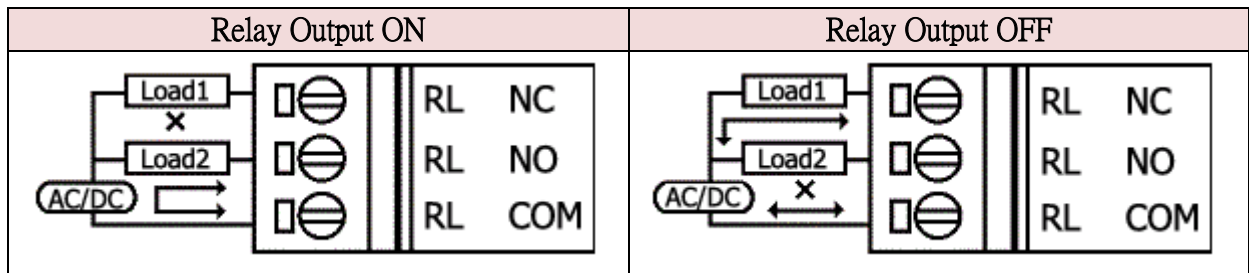 Relay Output ON
Relay Output OFF
Load1
RL NC
Load2
RL NO
AC/DC
RL COM
Load1
RL NC
Load2
RL NO
AC/DC
RL COM